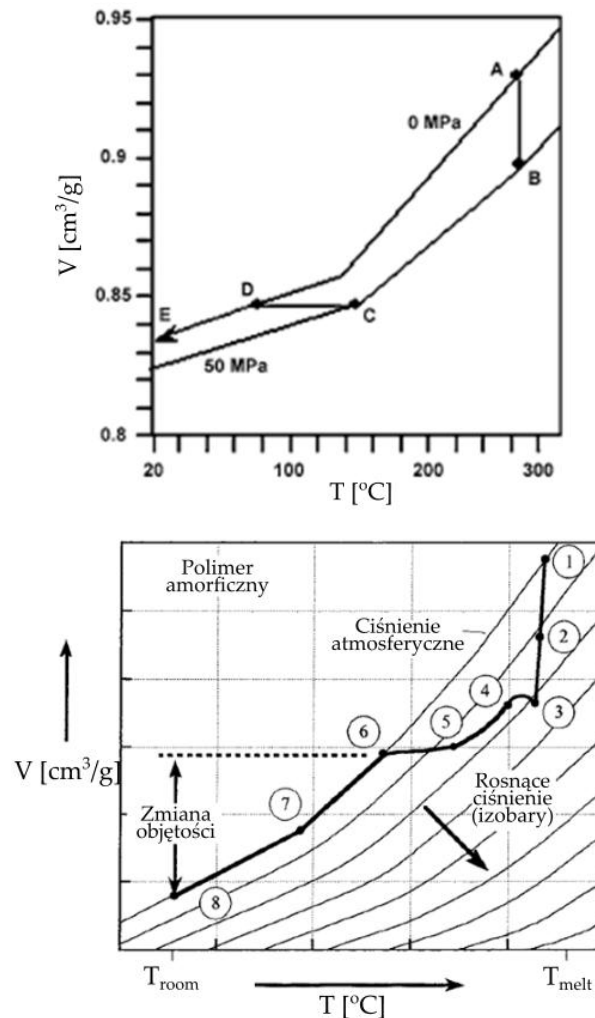 0.95
A
0 MPa
0.9
B
V [cm³/g]
0.85
D
E
C
50 MPa
0.8
20
100
200
300
T [°C]
Polimer
amorficzny
1
Ciśnienie
atmosferyczne
2
4
3
6
5
V [cm³/g]
Rosnące
ciśnienie
(izobary)
7
Zmiana
objętości
8
T_room
T_melt
T [°C]